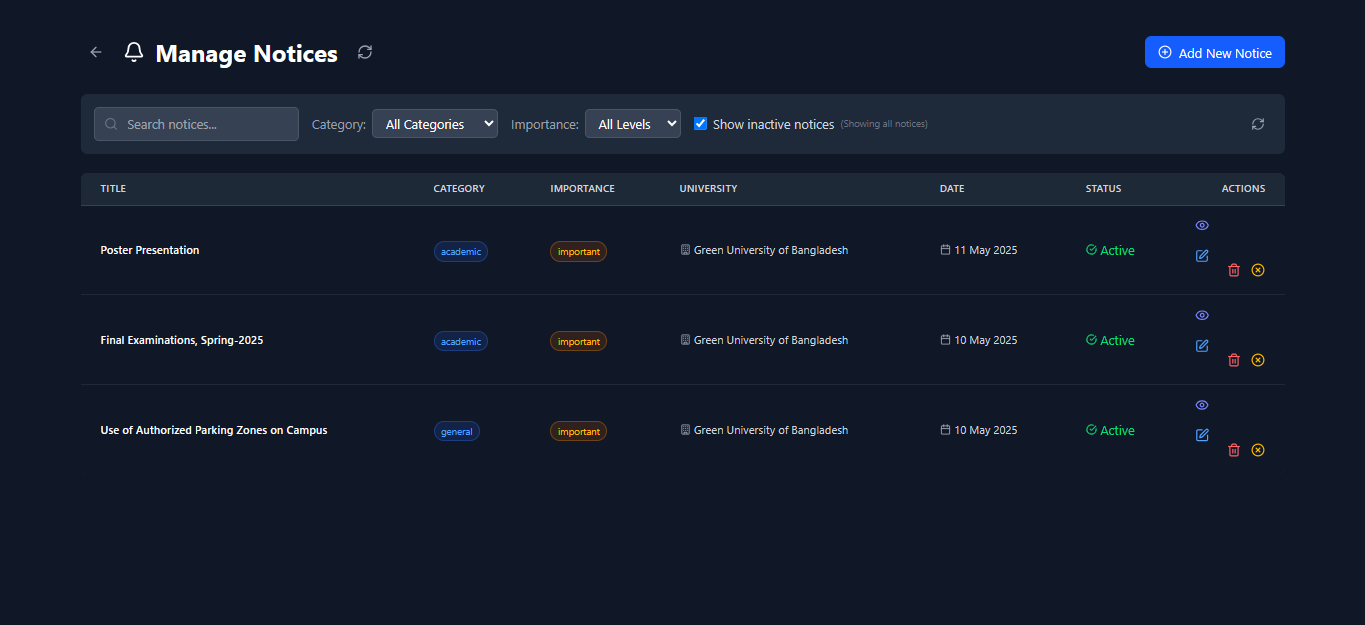 Manage Notices
Add New Notice
Search notices...
Category:
All Categories
Importance:
All Levels
Show inactive notices
(Showing all notices)
TITLE CATEGORY IMPORTANCE UNIVERSITY DATE STATUS ACTIONS
Poster Presentation academic important Green University of Bangladesh 11 May 2025 Active
Final Examinations, Spring-2025 academic important Green University of Bangladesh 10 May 2025 Active
Use of Authorized Parking Zones on Campus general important Green University of Bangladesh 10 May 2025 Active